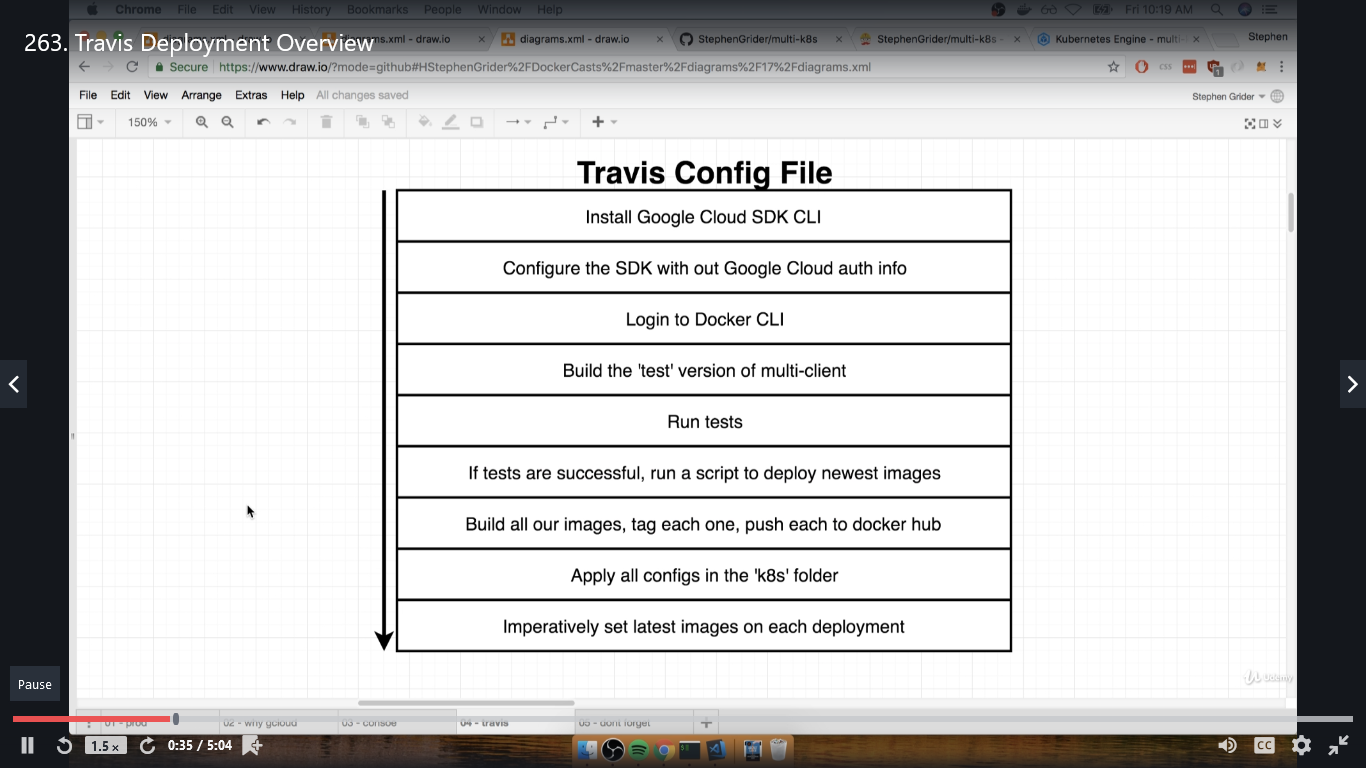 Chrome File Edit View History Bookmarks People Window Help Fri 10:19 AM
263. Travis Deployment Overview
diagrams.xml - draw.io
StephenGrider/multi-k8s
StephenGrider/multi-k8s -
Kubernetes Engine - multi-
Stephen
Secure https://www.draw.io/?mode=github#HStephenGrider%2FDockerCasts%2Fmaster%2Fdiagrams%2F17%2Fdiagrams.xml
File Edit View Arrange Extras Help All changes saved
Stephen Grider
150%
Travis Config File
Install Google Cloud SDK CLI
Configure the SDK with out Google Cloud auth info
Login to Docker CLI
Build the 'test' version of multi-client
Run tests
If tests are successful, run a script to deploy newest images
Build all our images, tag each one, push each to docker hub
Apply all configs in the 'k8s' folder
Imperatively set latest images on each deployment
Pause
Udemy
01 - prod 02 - why gcloud 03 - consoe 04 - travis 05 - dont forget
1.5x 0:35 / 5:04 CC